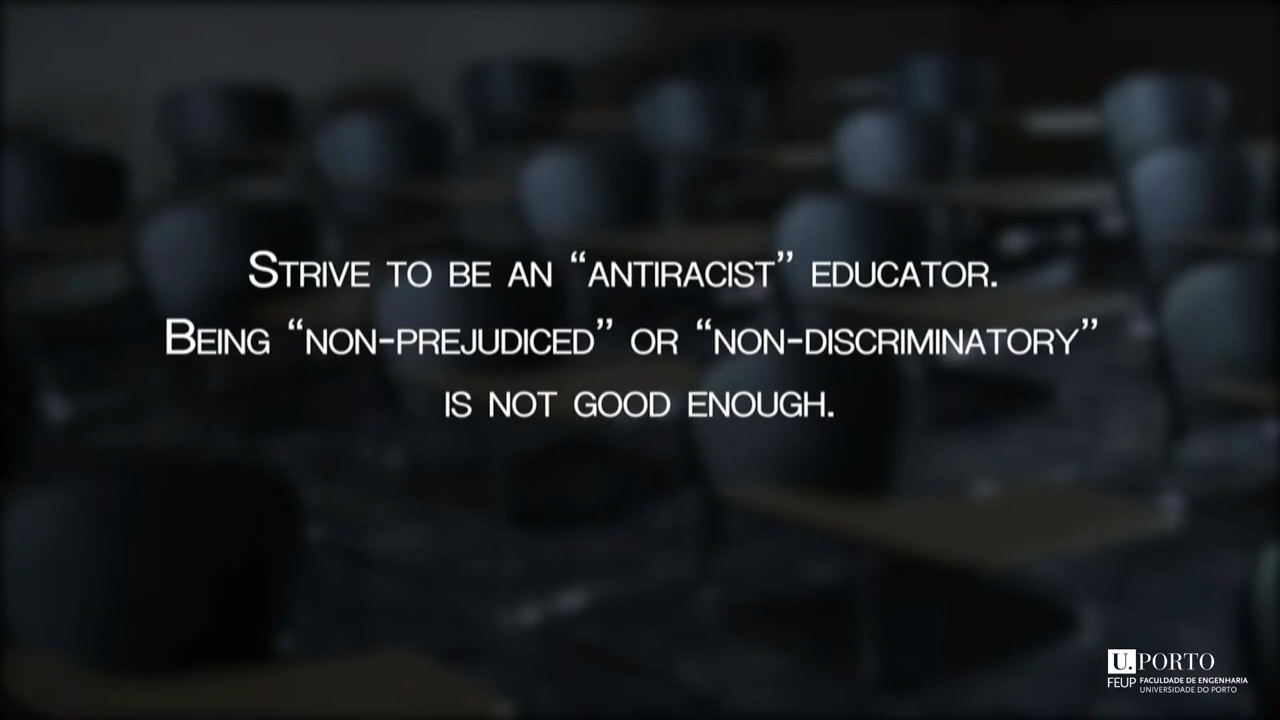 Strive to be an “antiracist” educator.
Being “non-prejudiced” or “non-discriminatory”
is not good enough.
U.PORTO
FEUP FACULDADE DE ENGENHARIA
UNIVERSIDADE DO PORTO